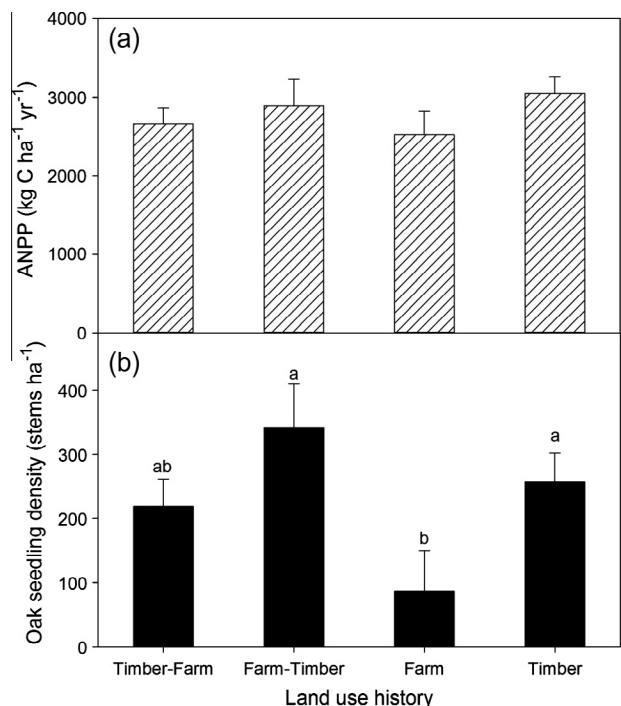 (a)
4000
3000
2000
1000
0
ANPP (kg C ha⁻¹ yr⁻¹)
(b)
400
300
200
100
0
Oak seedling density (stems ha⁻¹)
ab
a
b
a
Timber-Farm Farm-Timber Farm Timber
Land use history